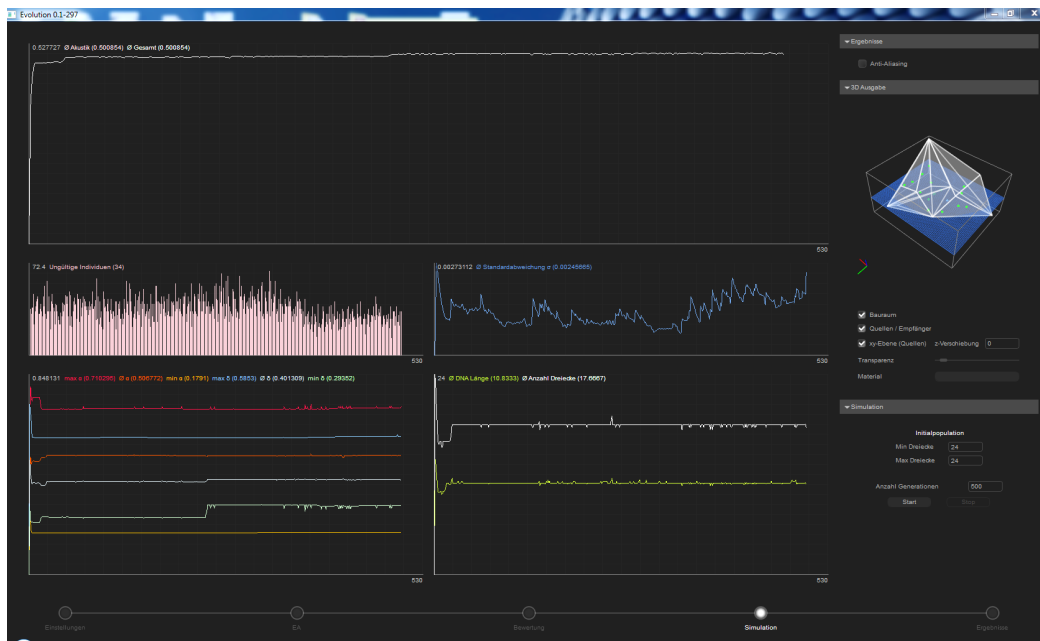 Evolution 0.1-297
0.527727 Ø Akustik (0.500854) Ø Gesamt (0.500854)
530
72.4 Ungültige Individuen (34)
530
0.00273112 Ø Standardabweichung σ (0.00245665)
530
0.848131 max α (0.710295) Ø α (0.506772) min α (0.1791) max δ (0.5853) Ø δ (0.401309) min δ (0.29352)
530
24 Ø DNA Länge (10.8333) Ø Anzahl Dreiecke (17.6667)
530
Ergebnisse
Anti-Aliasing
3D Ausgabe
Bauraum
Quellen / Empfänger
xy-Ebene (Quellen) z-Verschiebung 0
Transparenz
Material
Simulation
Initialpopulation
Min Dreiecke 24
Max Dreiecke 24
Anzahl Generationen 500
Start Stop
Einstellungen EA Bewertung Simulation Ergebnisse